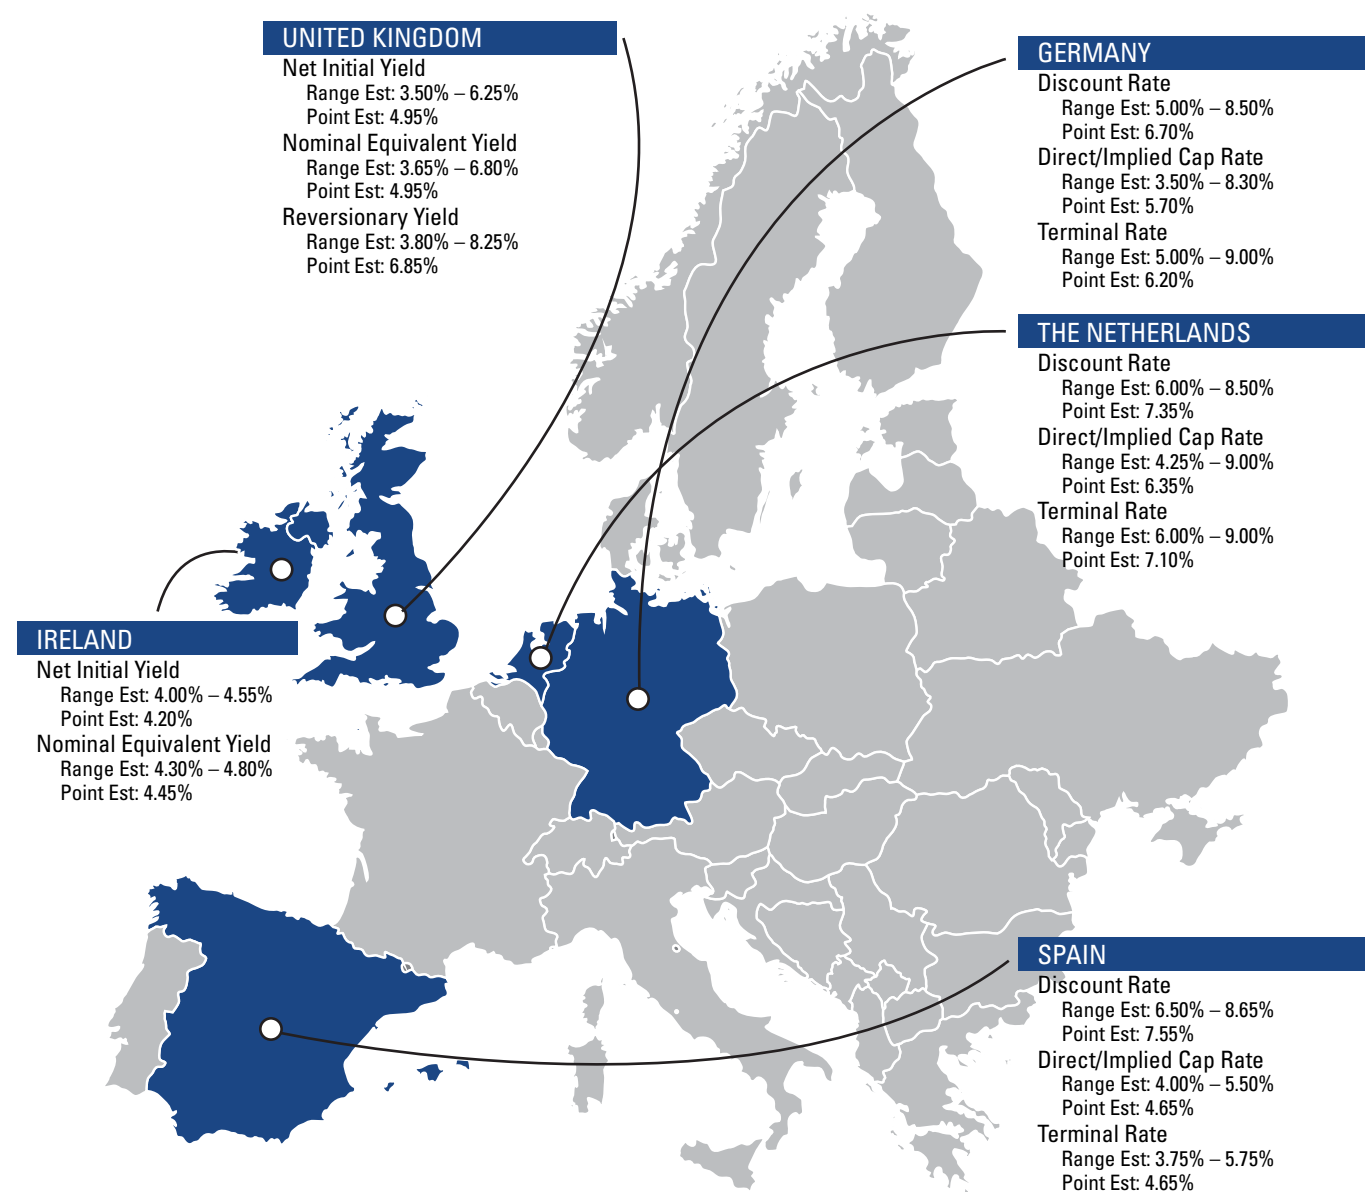 UNITED KINGDOM
Net Initial Yield
Range Est: 3.50% – 6.25%
Point Est: 4.95%
Nominal Equivalent Yield
Range Est: 3.65% – 6.80%
Point Est: 4.95%
Reversionary Yield
Range Est: 3.80% – 8.25%
Point Est: 6.85%
GERMANY
Discount Rate
Range Est: 5.00% – 8.50%
Point Est: 6.70%
Direct/Implied Cap Rate
Range Est: 3.50% – 8.30%
Point Est: 5.70%
Terminal Rate
Range Est: 5.00% – 9.00%
Point Est: 6.20%
THE NETHERLANDS
Discount Rate
Range Est: 6.00% – 8.50%
Point Est: 7.35%
Direct/Implied Cap Rate
Range Est: 4.25% – 9.00%
Point Est: 6.35%
Terminal Rate
Range Est: 6.00% – 9.00%
Point Est: 7.10%
IRELAND
Net Initial Yield
Range Est: 4.00% – 4.55%
Point Est: 4.20%
Nominal Equivalent Yield
Range Est: 4.30% – 4.80%
Point Est: 4.45%
SPAIN
Discount Rate
Range Est: 6.50% – 8.65%
Point Est: 7.55%
Direct/Implied Cap Rate
Range Est: 4.00% – 5.50%
Point Est: 4.65%
Terminal Rate
Range Est: 3.75% – 5.75%
Point Est: 4.65%